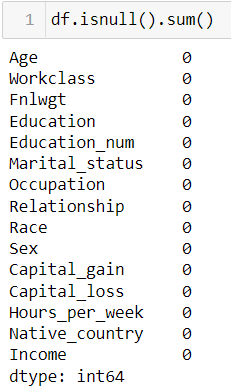 1 df.isnull().sum()
Age 0
Workclass 0
Fnlwgt 0
Education 0
Education_num 0
Marital_status 0
Occupation 0
Relationship 0
Race 0
Sex 0
Capital_gain 0
Capital_loss 0
Hours_per_week 0
Native_country 0
Income 0
dtype: int64